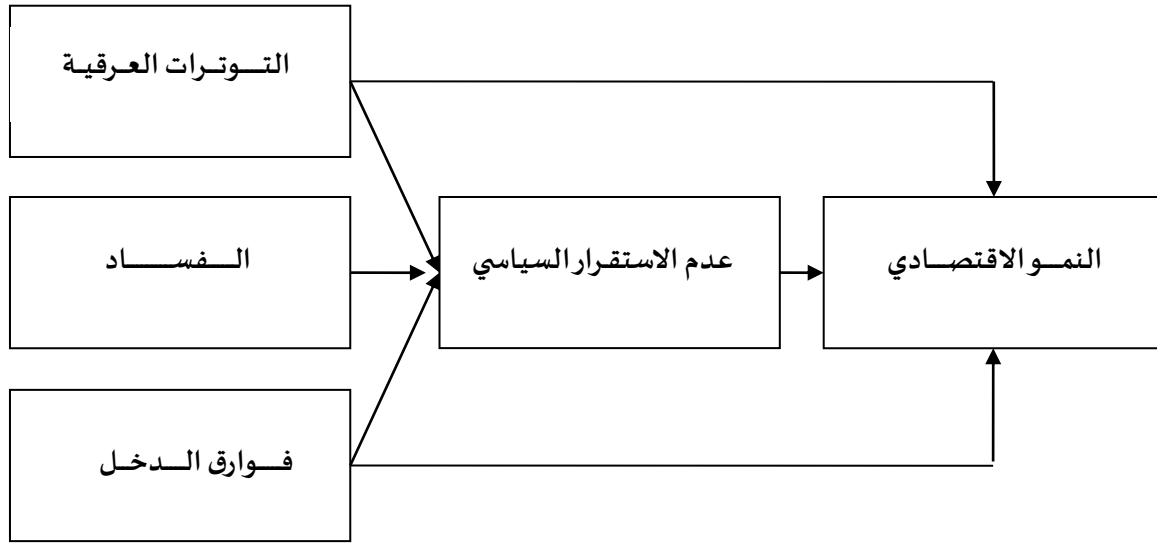 التوترات العرقية
الفساد
عدم الاستقرار السياسي
النمو الاقتصادي
فوارق الدخل